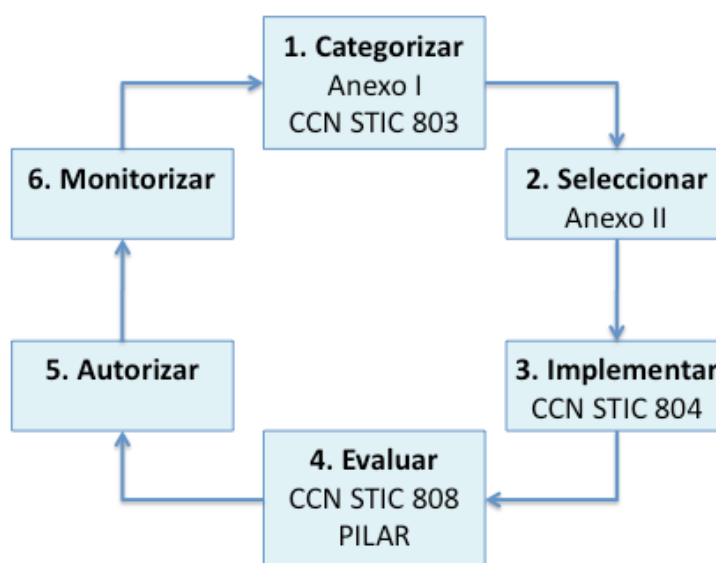 1. Categorizar
Anexo I
CCN STIC 803
2. Seleccionar
Anexo II
3. Implementar
CCN STIC 804
4. Evaluar
CCN STIC 808
PILAR
5. Autorizar
6. Monitorizar